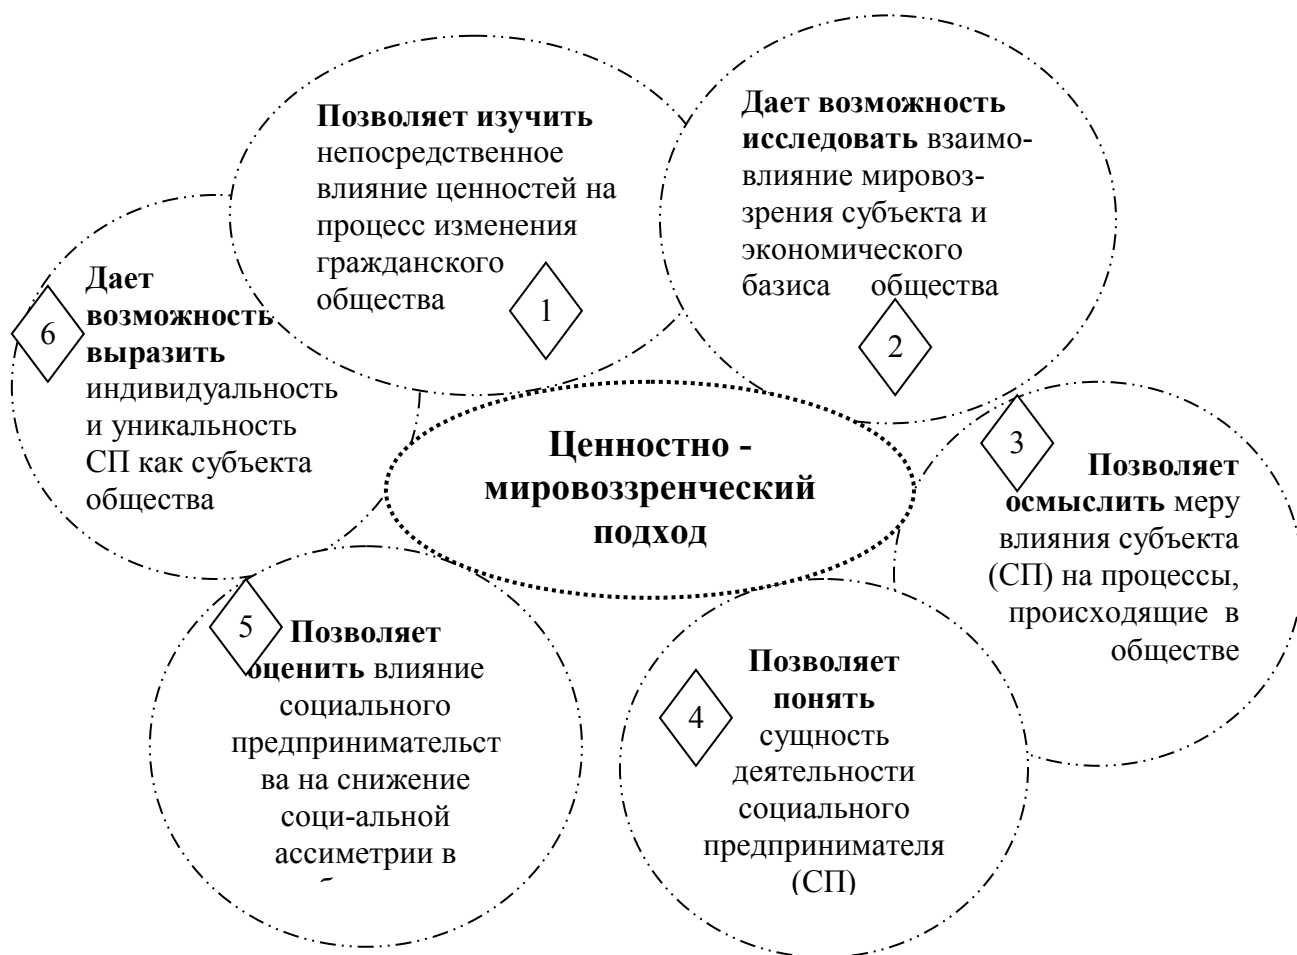 Позволяет изучить
непосредственное
влияние ценностей на
процесс изменения
гражданского
общества
1
Дает возможность
исследовать взаимо-
влияние мировоз-
зрения субъекта и
экономического
базиса общества
2
3
Позволяет
осмыслить меру
влияния субъекта
(СП) на процессы,
происходящие в
обществе
4
Позволяет
понять
сущность
деятельности
социального
предпринимателя
(СП)
5
Позволяет
оценить влияние
социального
предпринимательст
ва на снижение
соци-альной
ассиметрии в
6
Дает
возможность
выразить
индивидуальность
и уникальность
СП как субъекта
общества
Ценностно -
мировоззренческий
подход